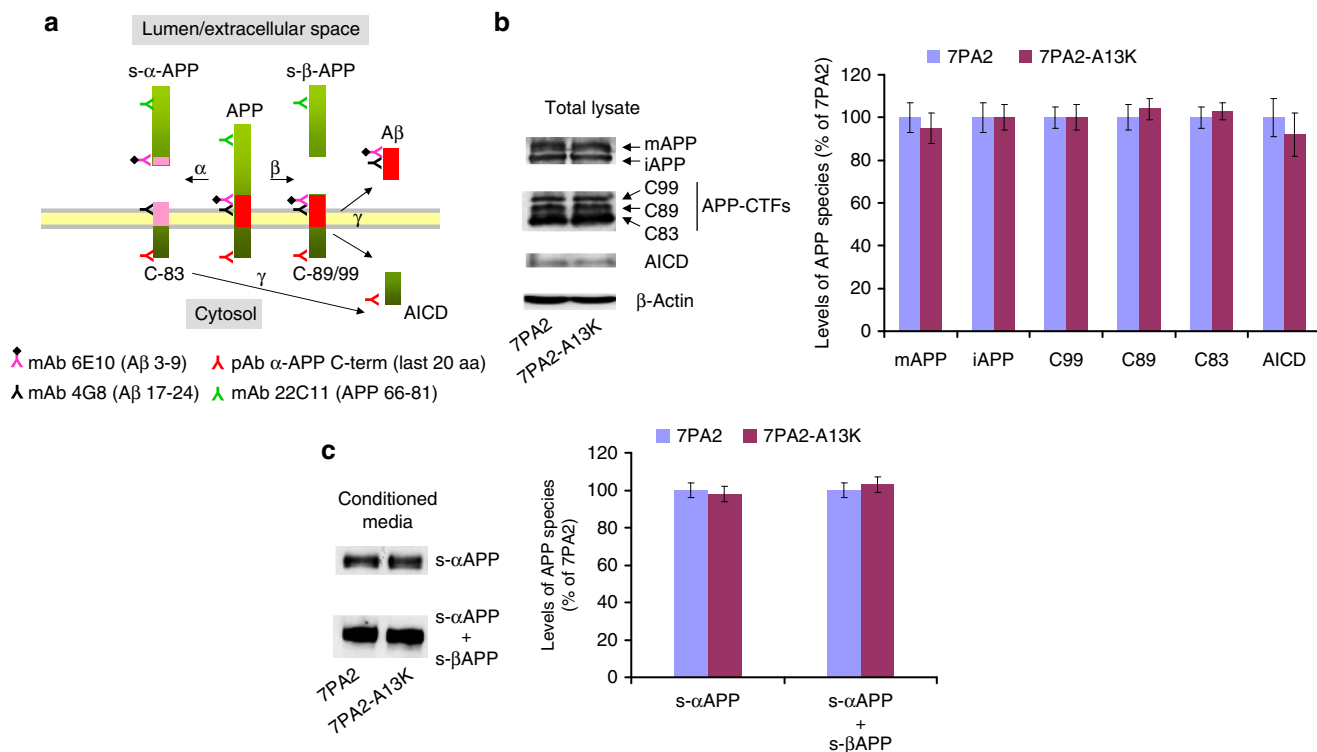 a
Lumen/extracellular space
s-α-APP
s-β-APP
APP
Aβ
α
β
γ
C-83
C-89/99
γ
AICD
Cytosol
mAb 6E10 (Aβ 3-9)
pAb α-APP C-term (last 20 aa)
mAb 4G8 (Aβ 17-24)
mAb 22C11 (APP 66-81)
b
Total lysate
mAPP
iAPP
C99
C89
C83
APP-CTFs
AICD
β-Actin
7PA2
7PA2-A13K
7PA2
7PA2-A13K
Levels of APP species (% of 7PA2)
120
100
80
60
40
20
0
mAPP
iAPP
C99
C89
C83
AICD
c
Conditioned
media
s-αAPP
s-αAPP
+
s-βAPP
7PA2
7PA2-A13K
7PA2
7PA2-A13K
Levels of APP species
(% of 7PA2)
120
100
80
60
40
20
0
s-αAPP
s-αAPP
+
s-βAPP